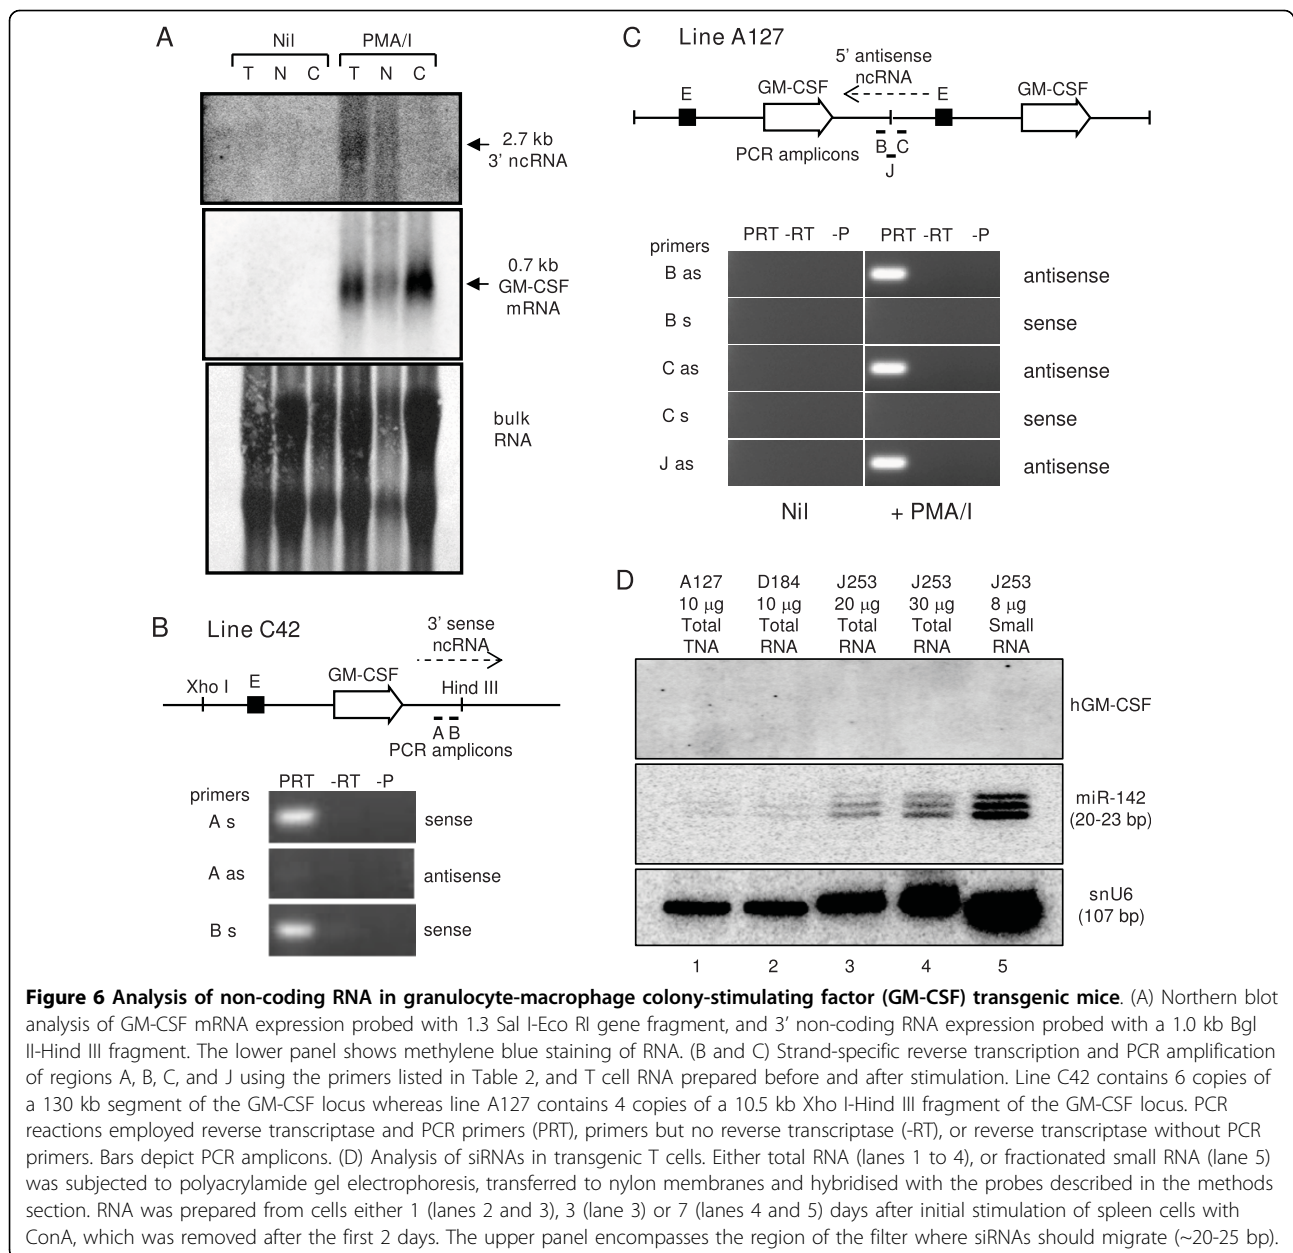 A
Nil PMA/I
T N C T N C
2.7 kb
3' ncRNA
0.7 kb
GM-CSF
mRNA
bulk
RNA
B Line C42
3' sense
ncRNA
GM-CSF
Xho I E Hind III
A B
PCR amplicons
PRT -RT -P
primers
A s sense
A as antisense
B s sense
C Line A127
5' antisense
ncRNA
E GM-CSF E GM-CSF
PCR amplicons B C
J
PRT -RT -P PRT -RT -P
primers
B as antisense
B s sense
C as antisense
C s sense
J as antisense
Nil + PMA/I
D
A127 D184 J253 J253 J253
10 µg 10 µg 20 µg 30 µg 8 µg
Total Total Total Total Small
TNA RNA RNA RNA RNA
hGM-CSF
miR-142
(20-23 bp)
snU6
(107 bp)
1 2 3 4 5
Figure 6 Analysis of non-coding RNA in granulocyte-macrophage colony-stimulating factor (GM-CSF) transgenic mice. (A) Northern blot
analysis of GM-CSF mRNA expression probed with 1.3 Sal I-Eco RI gene fragment, and 3' non-coding RNA expression probed with a 1.0 kb Bgl
II-Hind III fragment. The lower panel shows methylene blue staining of RNA. (B and C) Strand-specific reverse transcription and PCR amplification
of regions A, B, C, and J using the primers listed in Table 2, and T cell RNA prepared before and after stimulation. Line C42 contains 6 copies of
a 130 kb segment of the GM-CSF locus whereas line A127 contains 4 copies of a 10.5 kb Xho I-Hind III fragment of the GM-CSF locus. PCR
reactions employed reverse transcriptase and PCR primers (PRT), primers but no reverse transcriptase (-RT), or reverse transcriptase without PCR
primers. Bars depict PCR amplicons. (D) Analysis of siRNAs in transgenic T cells. Either total RNA (lanes 1 to 4), or fractionated small RNA (lane 5)
was subjected to polyacrylamide gel electrophoresis, transferred to nylon membranes and hybridised with the probes described in the methods
section. RNA was prepared from cells either 1 (lanes 2 and 3), 3 (lane 3) or 7 (lanes 4 and 5) days after initial stimulation of spleen cells with
ConA, which was removed after the first 2 days. The upper panel encompasses the region of the filter where siRNAs should migrate (~20-25 bp).